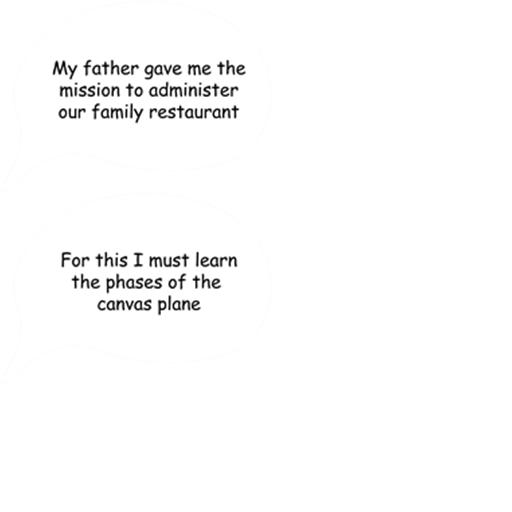 My father gave me the
mission to administer
our family restaurant
For this I must learn
the phases of the
canvas plane